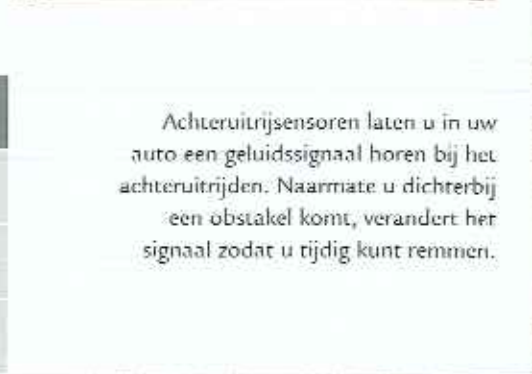 Achteruitrijsensoren laten u in uw
auto een geluidssignaal horen bij het
achteruitrijden. Naarmate u dichterbij
een obstakel komt, verandert het
signaal zodat u tijdig kunt remmen.